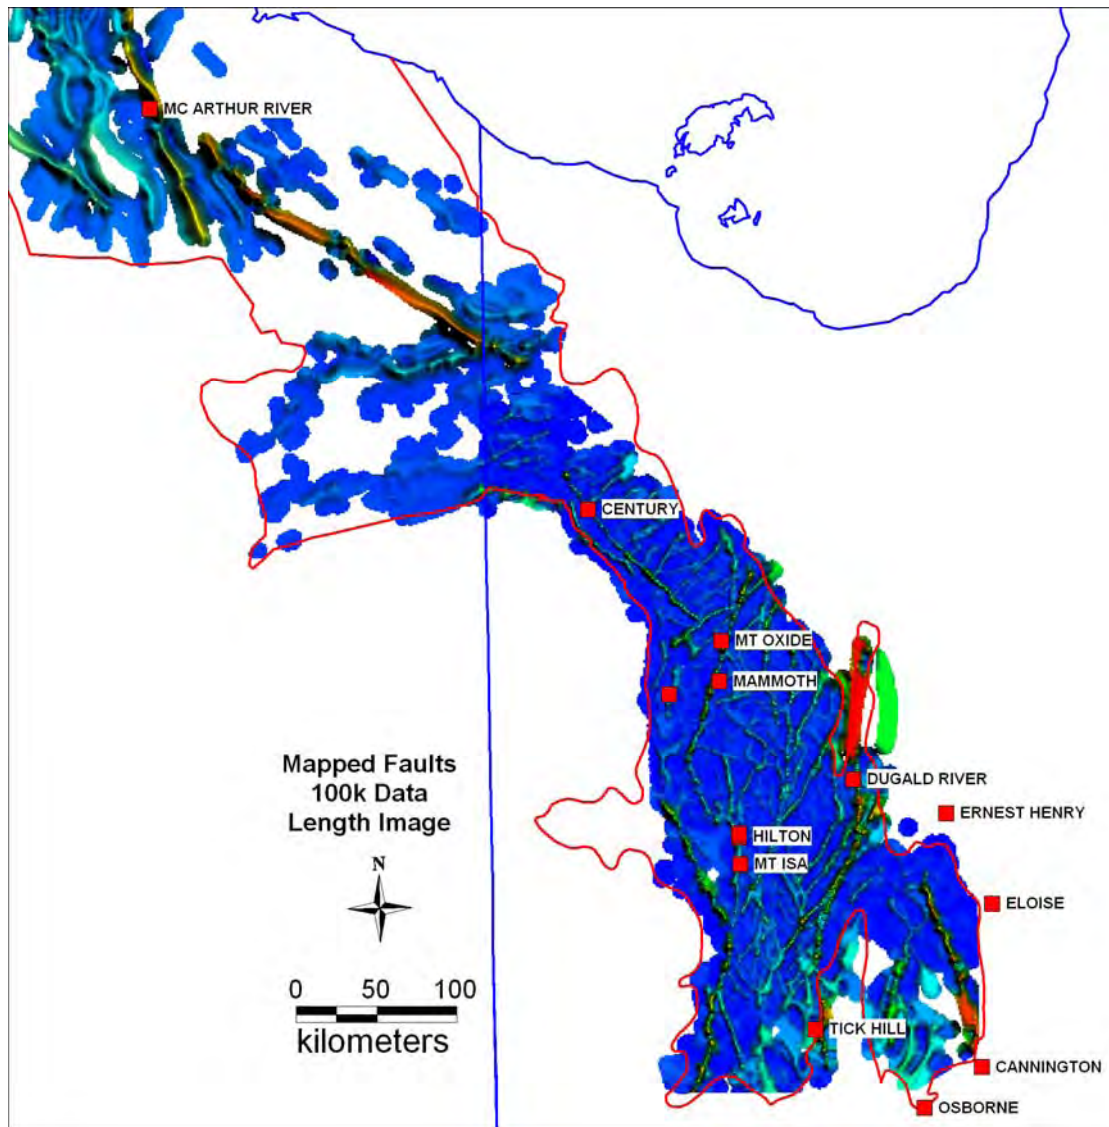 MC ARTHUR RIVER
CENTURY
MT OXIDE
MAMMOTH
Mapped Faults
100k Data
Length Image
DUGALD RIVER
ERNEST HENRY
HILTON
MT ISA
N
ELOISE
0 50 100
kilometers
TICK HILL
CANNINGTON
OSBORNE